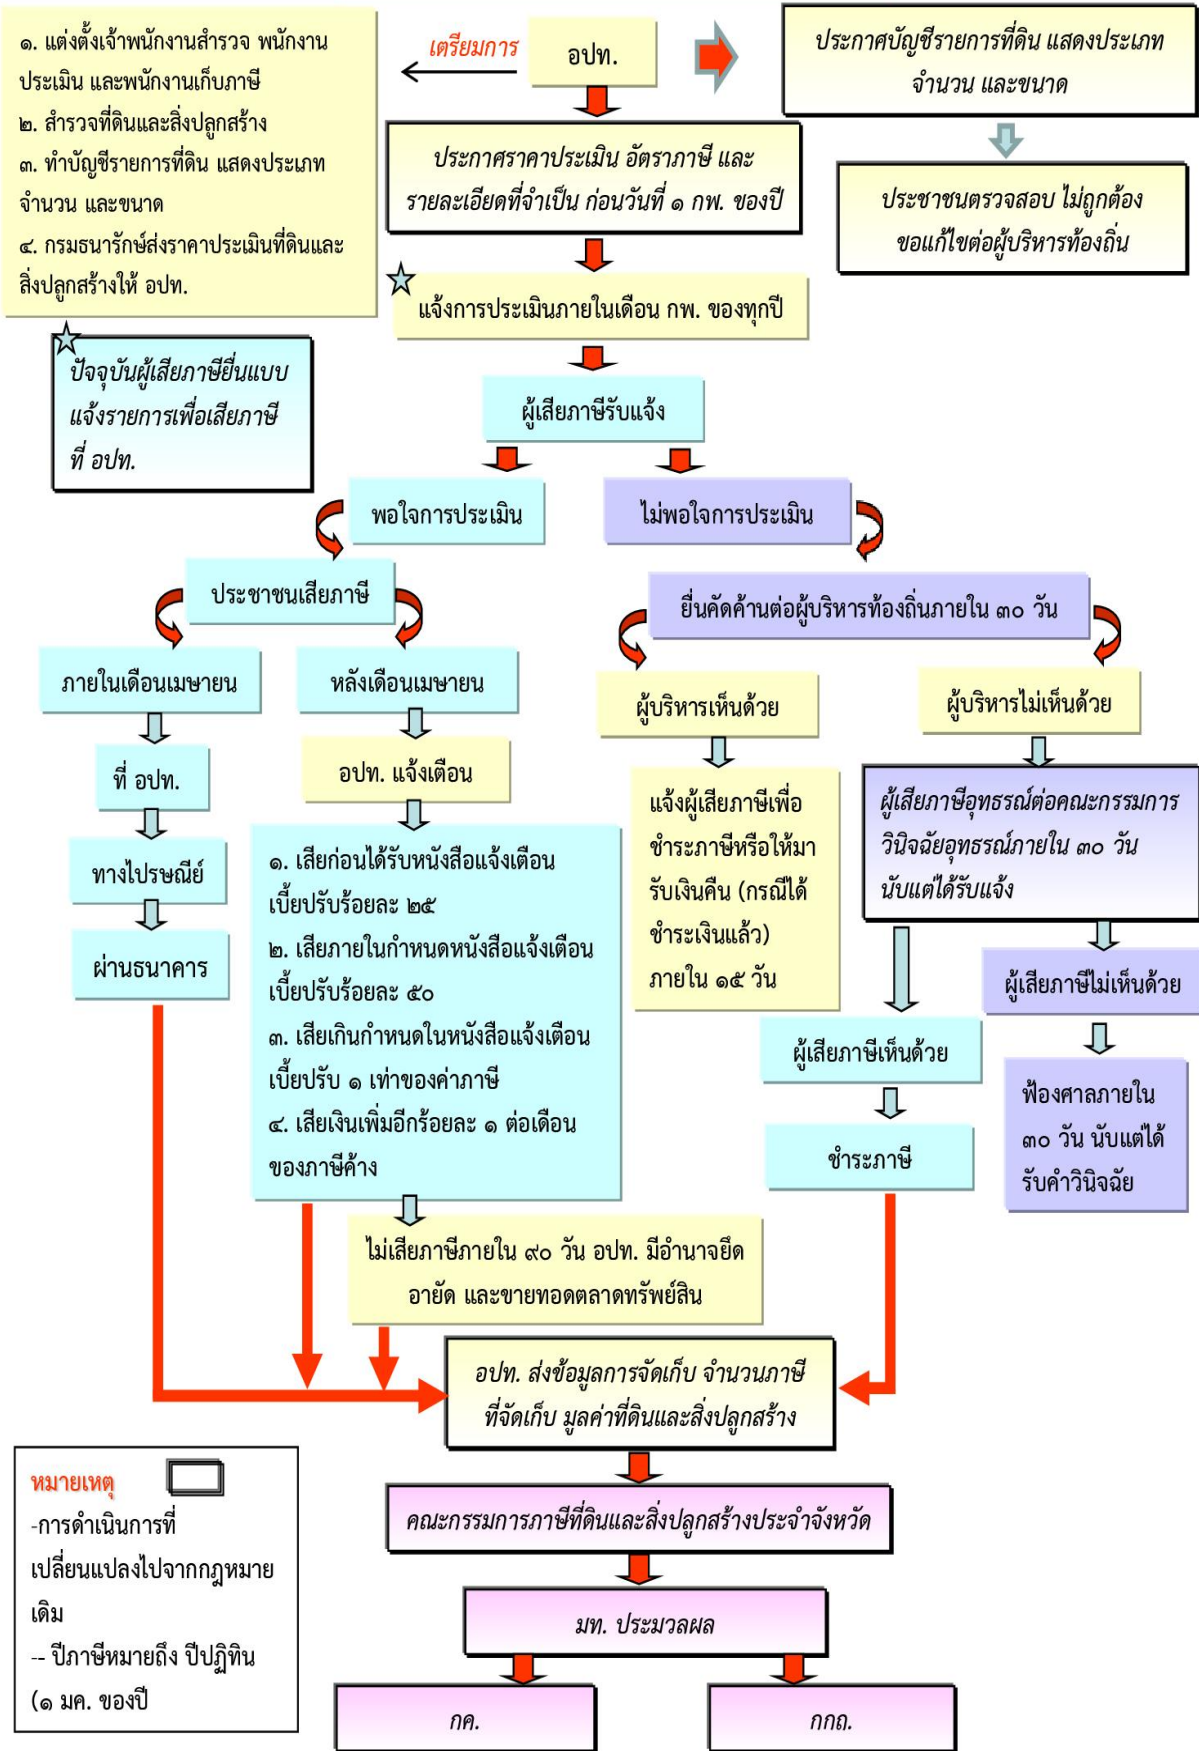 ๑. แต่งตั้งเจ้าพนักงานสำรวจ พนักงาน
ประเมิน และพนักงานเก็บภาษี
๒. สำรวจที่ดินและสิ่งปลูกสร้าง
๓. ทำบัญชีรายการที่ดิน แสดงประเภท
จำนวน และขนาด
๔. กรมธนารักษ์ส่งราคาประเมินที่ดินและ
สิ่งปลูกสร้างให้ อปท.
เตรียมการ
อปท.
ประกาศบัญชีรายการที่ดิน แสดงประเภท
จำนวน และขนาด
ประกาศราคาประเมิน อัตราภาษี และ
รายละเอียดที่จำเป็น ก่อนวันที่ ๑ กพ. ของปี
ประชาชนตรวจสอบ ไม่ถูกต้อง
ขอแก้ไขต่อผู้บริหารท้องถิ่น
แจ้งการประเมินภายในเดือน กพ. ของทุกปี
ปัจจุบันผู้เสียภาษียื่นแบบ
แจ้งรายการเพื่อเสียภาษี
ที่ อปท.
ผู้เสียภาษีรับแจ้ง
พอใจการประเมิน
ไม่พอใจการประเมิน
ประชาชนเสียภาษี
ยื่นคัดค้านต่อผู้บริหารท้องถิ่นภายใน ๓๐ วัน
ภายในเดือนเมษายน
หลังเดือนเมษายน
ผู้บริหารเห็นด้วย
ผู้บริหารไม่เห็นด้วย
ที่ อปท.
ทางไปรษณีย์
ผ่านธนาคาร
อปท. แจ้งเตือน
๑. เสียก่อนได้รับหนังสือแจ้งเตือน
เบี้ยปรับร้อยละ ๒๕
๒. เสียภายในกำหนดหนังสือแจ้งเตือน
เบี้ยปรับร้อยละ ๕๐
๓. เสียเกินกำหนดในหนังสือแจ้งเตือน
เบี้ยปรับ ๑ เท่าของค่าภาษี
๔. เสียเงินเพิ่มอีกร้อยละ ๑ ต่อเดือน
ของภาษีค้าง
แจ้งผู้เสียภาษีเพื่อ
ชำระภาษีหรือให้มา
รับเงินคืน (กรณีได้
ชำระเงินแล้ว)
ภายใน ๑๕ วัน
ผู้เสียภาษีอุทธรณ์ต่อคณะกรรมการ
วินิจฉัยอุทธรณ์ภายใน ๓๐ วัน
นับแต่ได้รับแจ้ง
ผู้เสียภาษีไม่เห็นด้วย
ผู้เสียภาษีเห็นด้วย
ฟ้องศาลภายใน
๓๐ วัน นับแต่ได้
รับคำวินิจฉัย
ชำระภาษี
ไม่เสียภาษีภายใน ๙๐ วัน อปท. มีอำนาจยึด
อายัด และขายทอดตลาดทรัพย์สิน
อปท. ส่งข้อมูลการจัดเก็บ จำนวนภาษี
ที่จัดเก็บ มูลค่าที่ดินและสิ่งปลูกสร้าง
คณะกรรมการภาษีที่ดินและสิ่งปลูกสร้างประจำจังหวัด
มท. ประมวลผล
กค.
กกถ.
หมายเหตุ
-การดำเนินการที่
เปลี่ยนแปลงไปจากกฎหมาย
เดิม
-- ปีภาษีหมายถึง ปีปฏิทิน
(๑ มค. ของปี